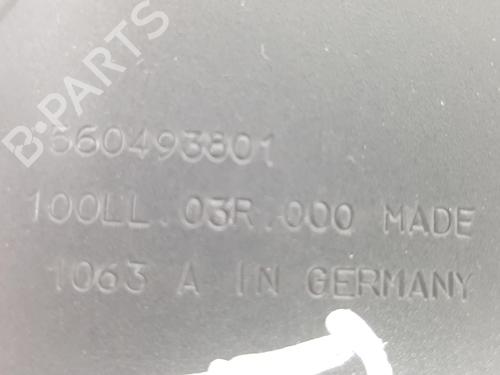 B-PARTS
560493801
100LL.03R.000 MADE
1063 A IN GERMANY